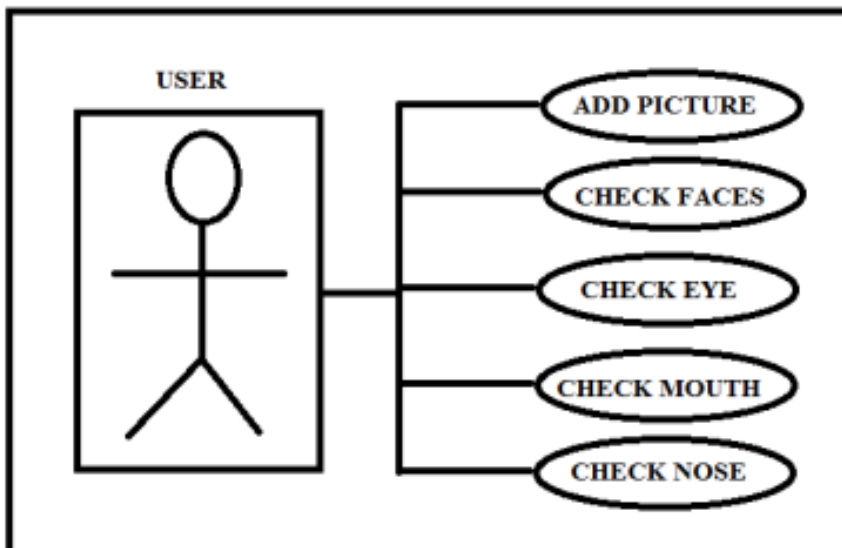 USER
ADD PICTURE
CHECK FACES
CHECK EYE
CHECK MOUTH
CHECK NOSE